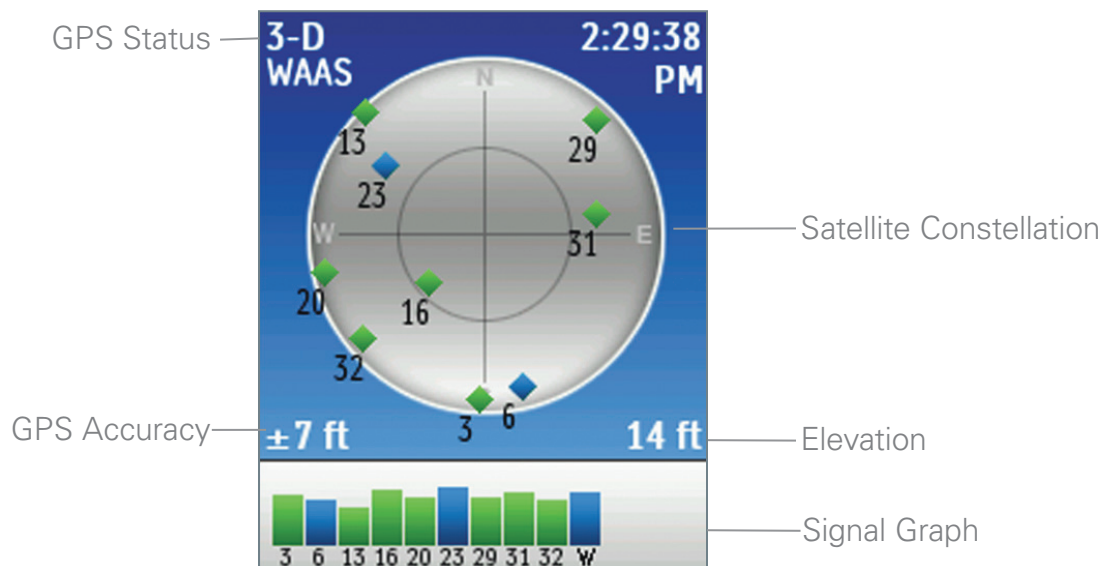 GPS Status
3-D
WAAS
2:29:38
PM
N
13
29
23
W
E
31
Satellite Constellation
20
16
32
3
6
GPS Accuracy
±7 ft
14 ft
Elevation
3 6 13 16 20 23 29 31 32 W
Signal Graph